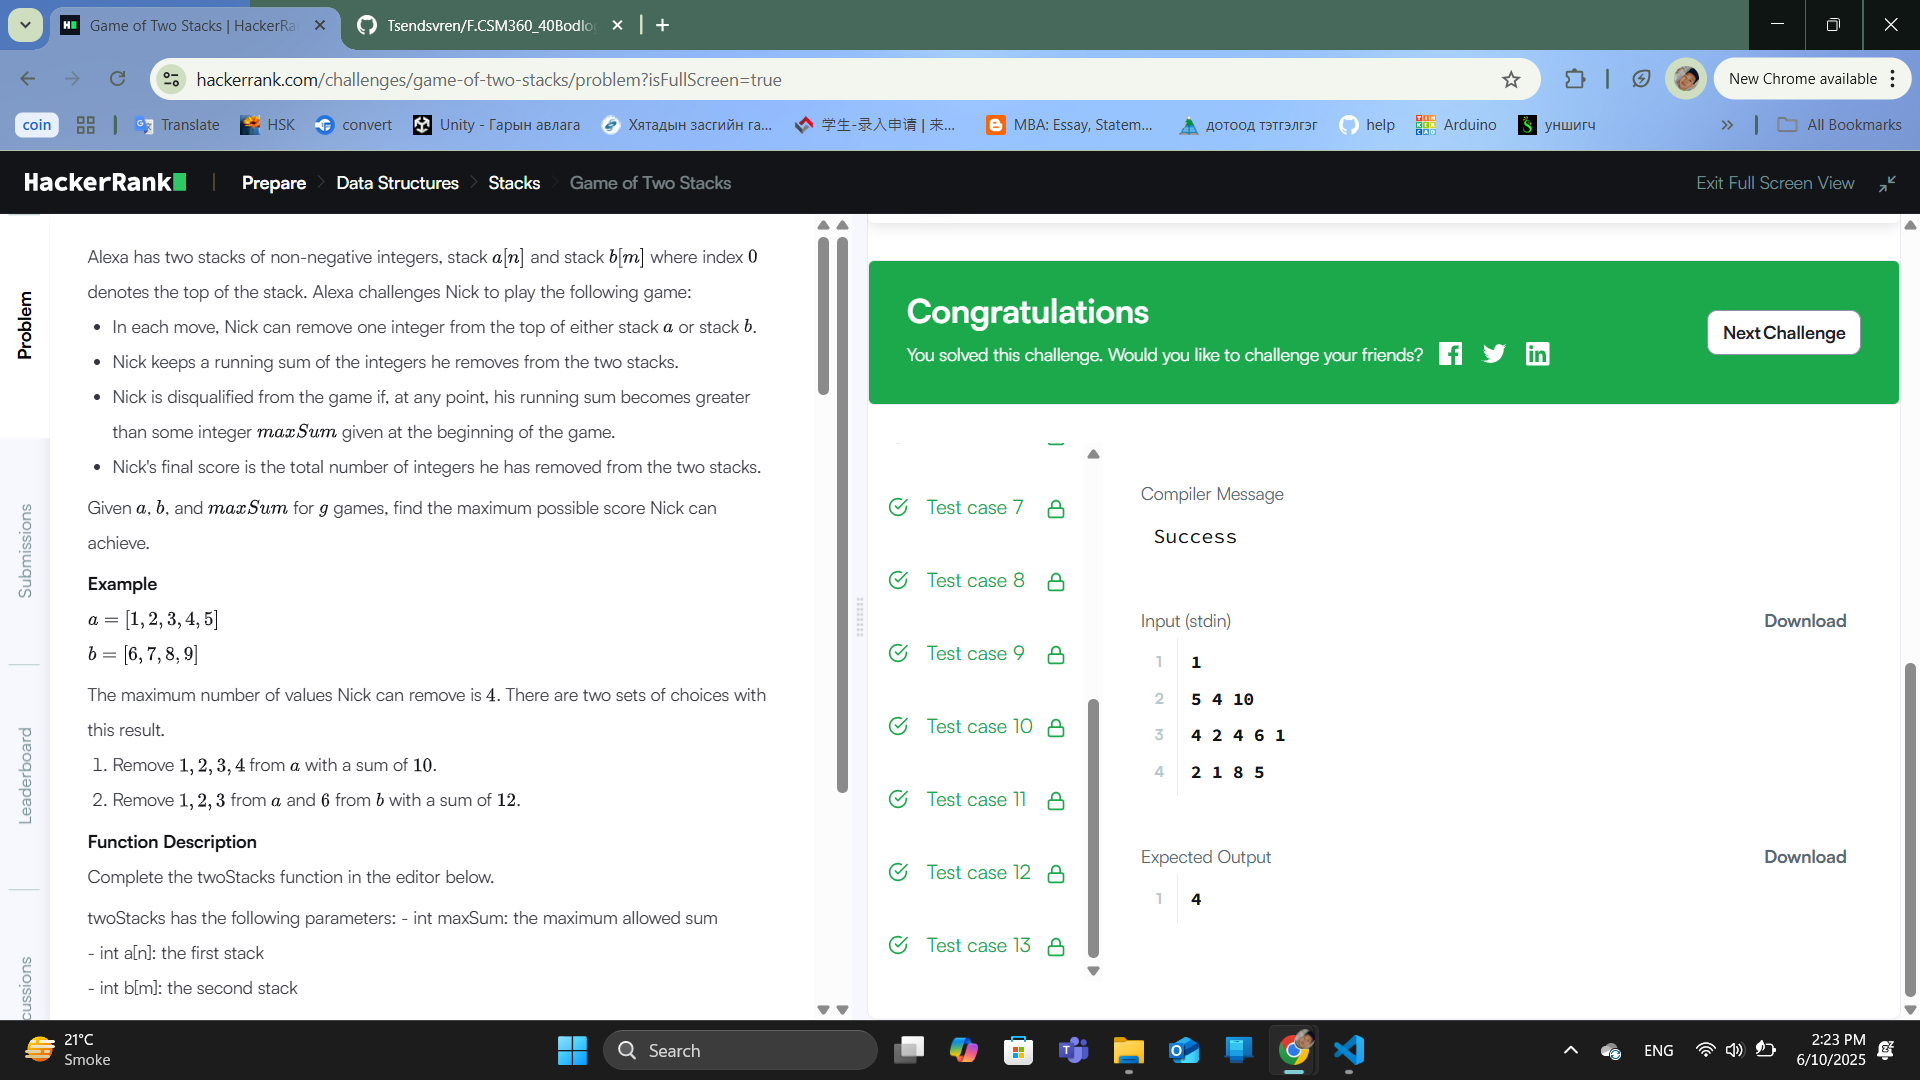 Game of Two Stacks | HackerRa
Tsendsvren/F.CSM360_40Bodlo
hackerrank.com/challenges/game-of-two-stacks/problem?isFullScreen=true
New Chrome available
coin
Translate
HSK
convert
Unity - Гарын авлага
Хятадын засгийн га...
学生-录入申请 | 来...
MBA: Essay, Statem...
дотоод тэтгэлгэг
help
Arduino
уншигч
All Bookmarks
HackerRank
Prepare
Data Structures
Stacks
Game of Two Stacks
Exit Full Screen View
Problem
Submissions
Leaderboard
cussions
Alexa has two stacks of non-negative integers, stack a[n] and stack b[m] where index 0
denotes the top of the stack. Alexa challenges Nick to play the following game:
• In each move, Nick can remove one integer from the top of either stack a or stack b.
• Nick keeps a running sum of the integers he removes from the two stacks.
• Nick is disqualified from the game if, at any point, his running sum becomes greater
than some integer maxSum given at the beginning of the game.
• Nick's final score is the total number of integers he has removed from the two stacks.
Given a, b, and maxSum for g games, find the maximum possible score Nick can
achieve.
Example
a = [1, 2, 3, 4, 5]
b = [6, 7, 8, 9]
The maximum number of values Nick can remove is 4. There are two sets of choices with
this result.
1. Remove 1, 2, 3, 4 from a with a sum of 10.
2. Remove 1, 2, 3 from a and 6 from b with a sum of 12.
Function Description
Complete the twoStacks function in the editor below.
twoStacks has the following parameters: - int maxSum: the maximum allowed sum
- int a[n]: the first stack
- int b[m]: the second stack
Congratulations
You solved this challenge. Would you like to challenge your friends?
Next Challenge
Test case 7
Test case 8
Test case 9
Test case 10
Test case 11
Test case 12
Test case 13
Compiler Message
Success
Input (stdin)
Download
1 1
2 5 4 10
3 4 2 4 6 1
4 2 1 8 5
Expected Output
Download
1 4
21°C
Smoke
Search
ENG
2:23 PM
6/10/2025